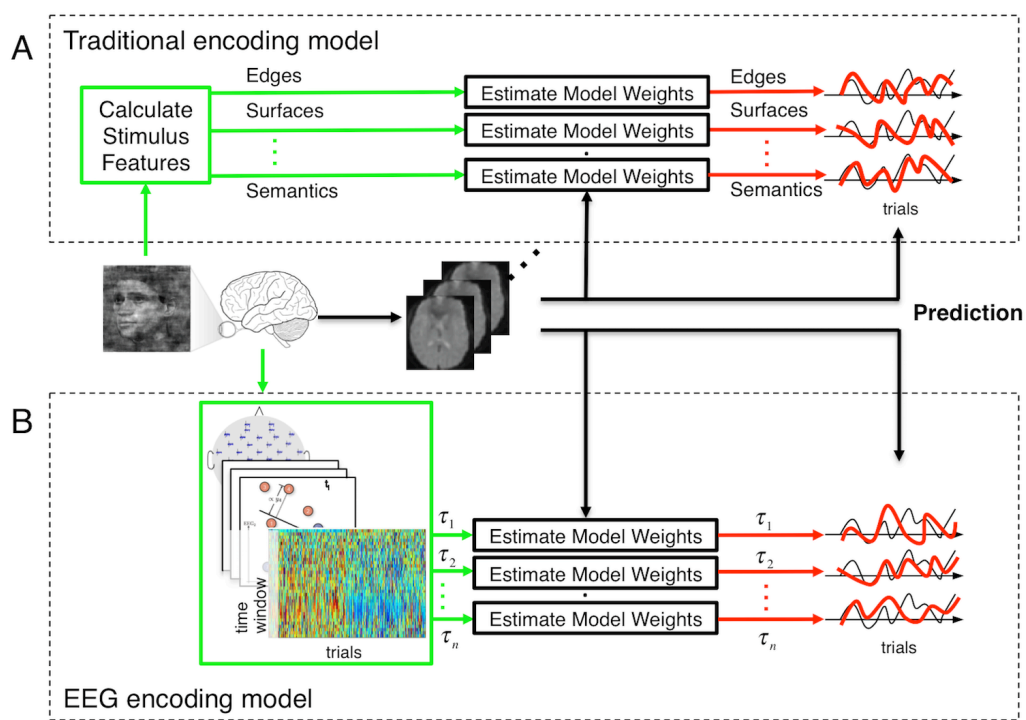 A
Traditional encoding model
Calculate
Stimulus
Features
Edges
Surfaces
Semantics
Estimate Model Weights
Estimate Model Weights
Estimate Model Weights
Edges
Surfaces
Semantics
trials
Prediction
B
time
window
trials
τ1
τ2
τn
Estimate Model Weights
Estimate Model Weights
Estimate Model Weights
τ1
τ2
τn
trials
EEG encoding model